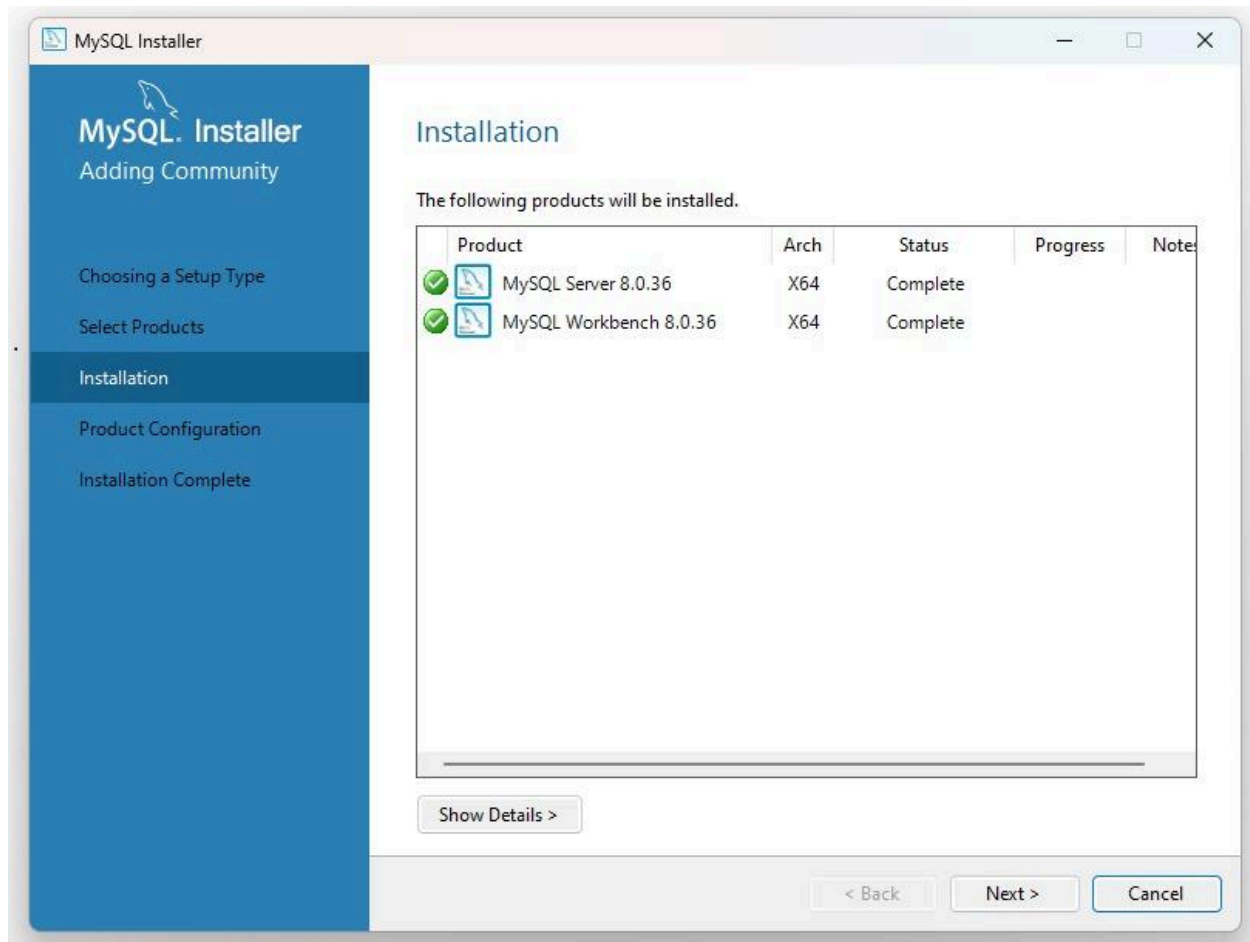 MySQL Installer
MySQL. Installer
Adding Community
Choosing a Setup Type
Select Products
Installation
Product Configuration
Installation Complete
Installation
The following products will be installed.
Product Arch Status Progress Notes
MySQL Server 8.0.36 X64 Complete
MySQL Workbench 8.0.36 X64 Complete
Show Details >
< Back Next > Cancel